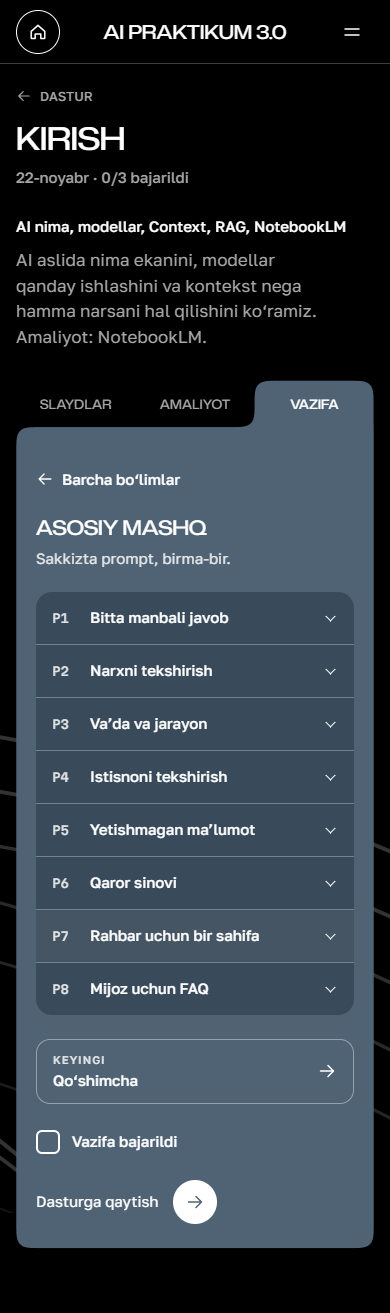 AI PRAKTIKUM 3.0
← DASTUR
KIRISH
22-noyabr · 0/3 bajarildi
AI nima, modellar, Context, RAG, NotebookLM
AI aslida nima ekanini, modellar
qanday ishlashini va kontekst nega
hamma narsani hal qilishini ko‘ramiz.
Amaliyot: NotebookLM.
SLAYDLAR AMALIYOT VAZIFA
← Barcha bo‘limlar
ASOSIY MASHQ
Sakkizta prompt, birma-bir.
P1 Bitta manbali javob
P2 Narxni tekshirish
P3 Va’da va jarayon
P4 Istisnoni tekshirish
P5 Yetishmagan ma’lumot
P6 Qaror sinovi
P7 Rahbar uchun bir sahifa
P8 Mijoz uchun FAQ
KEYINGI
Qo‘shimcha →
Vazifa bajarildi
Dasturga qaytish →